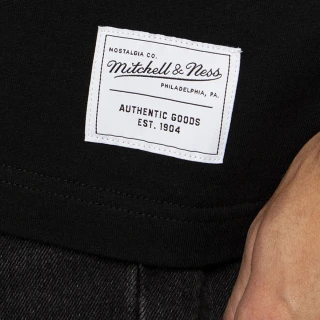 NOSTALGIA CO.
Mitchell & Ness
PHILADELPHIA, PA.
AUTHENTIC GOODS
EST. 1904